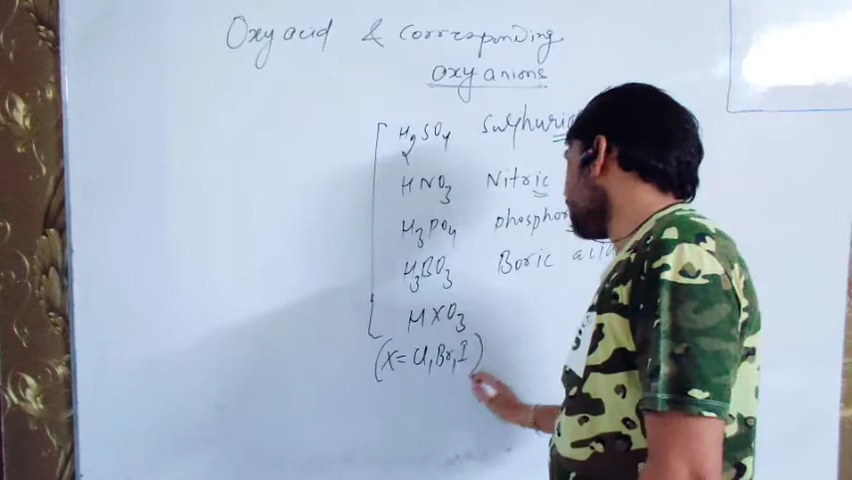 Oxy acid & corresponding
oxy anions
H2SO4 Sulphuric
HNO3 Nitric
H3PO4 phosphor
H3BO3 Boric acid
HXO3
(X= Cl, Br, I)